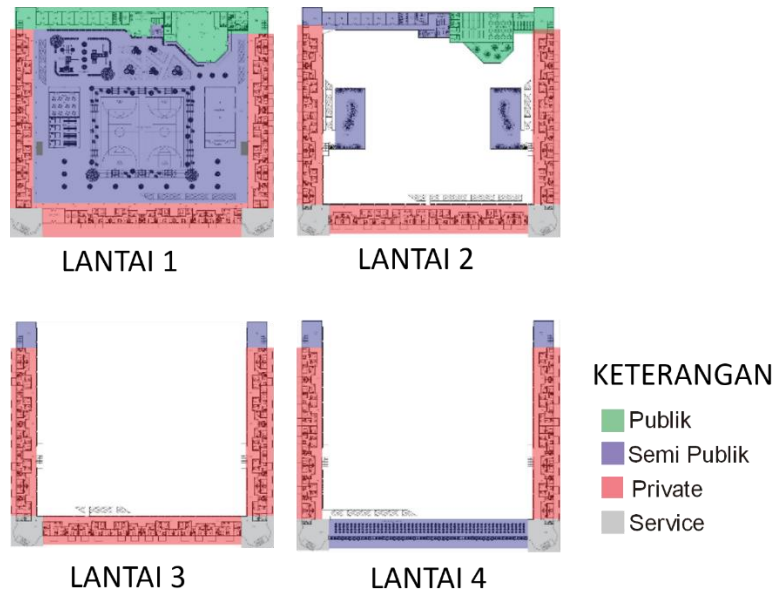 LANTAI 1
LANTAI 2
LANTAI 3
LANTAI 4
KETERANGAN
Publik
Semi Publik
Private
Service